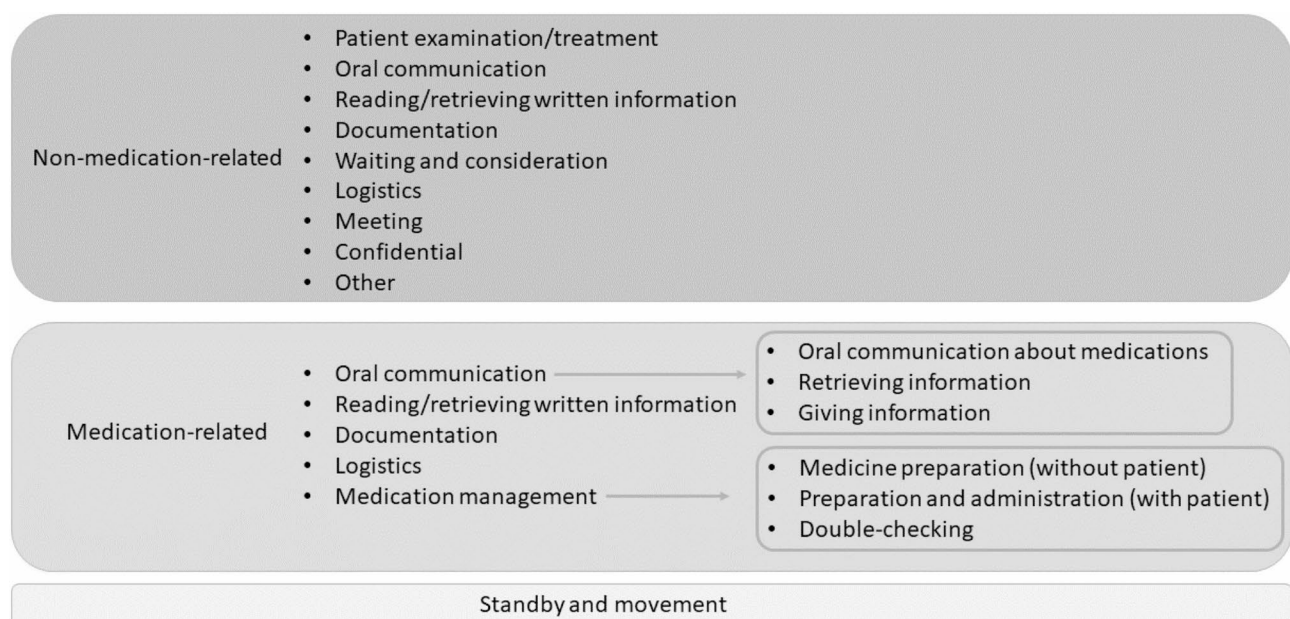 Non-medication-related
• Patient examination/treatment
• Oral communication
• Reading/retrieving written information
• Documentation
• Waiting and consideration
• Logistics
• Meeting
• Confidential
• Other
Medication-related
• Oral communication
• Reading/retrieving written information
• Documentation
• Logistics
• Medication management
• Oral communication about medications
• Retrieving information
• Giving information
• Medicine preparation (without patient)
• Preparation and administration (with patient)
• Double-checking
Standby and movement